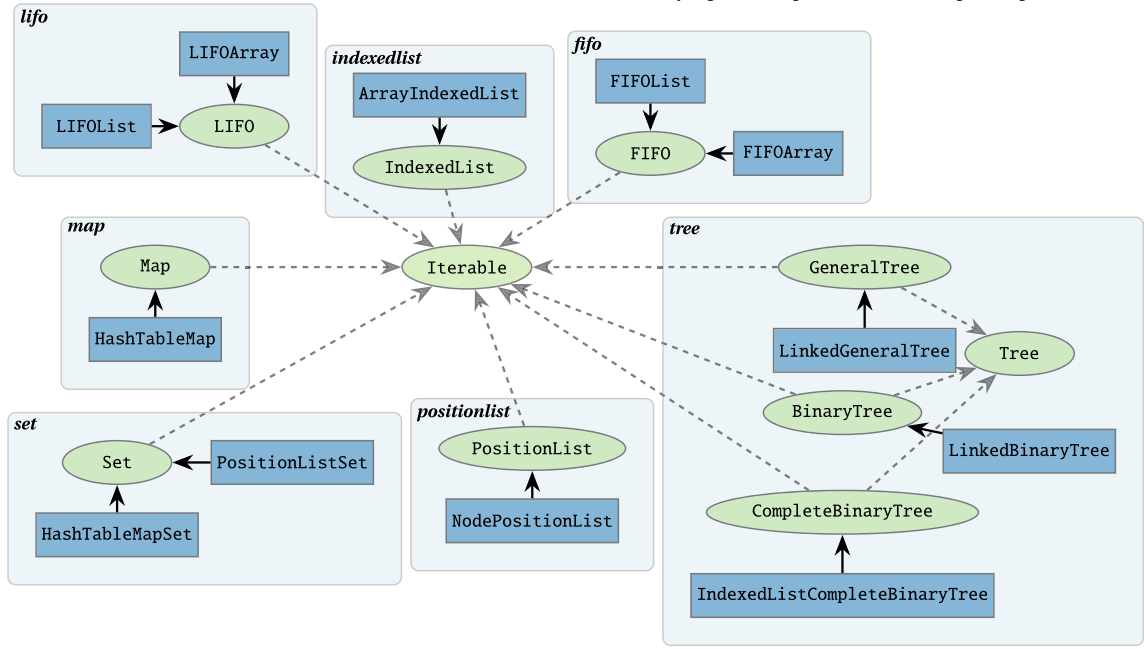 lifo
LIFOArray
LIFOList
LIFO
indexedlist
ArrayIndexedList
IndexedList
fifo
FIFOList
FIFO
FIFOArray
map
Map
HashTableMap
Iterable
tree
GeneralTree
LinkedGeneralTree
Tree
BinaryTree
LinkedBinaryTree
CompleteBinaryTree
IndexedListCompleteBinaryTree
set
Set
PositionListSet
HashTableMapSet
positionlist
PositionList
NodePositionList